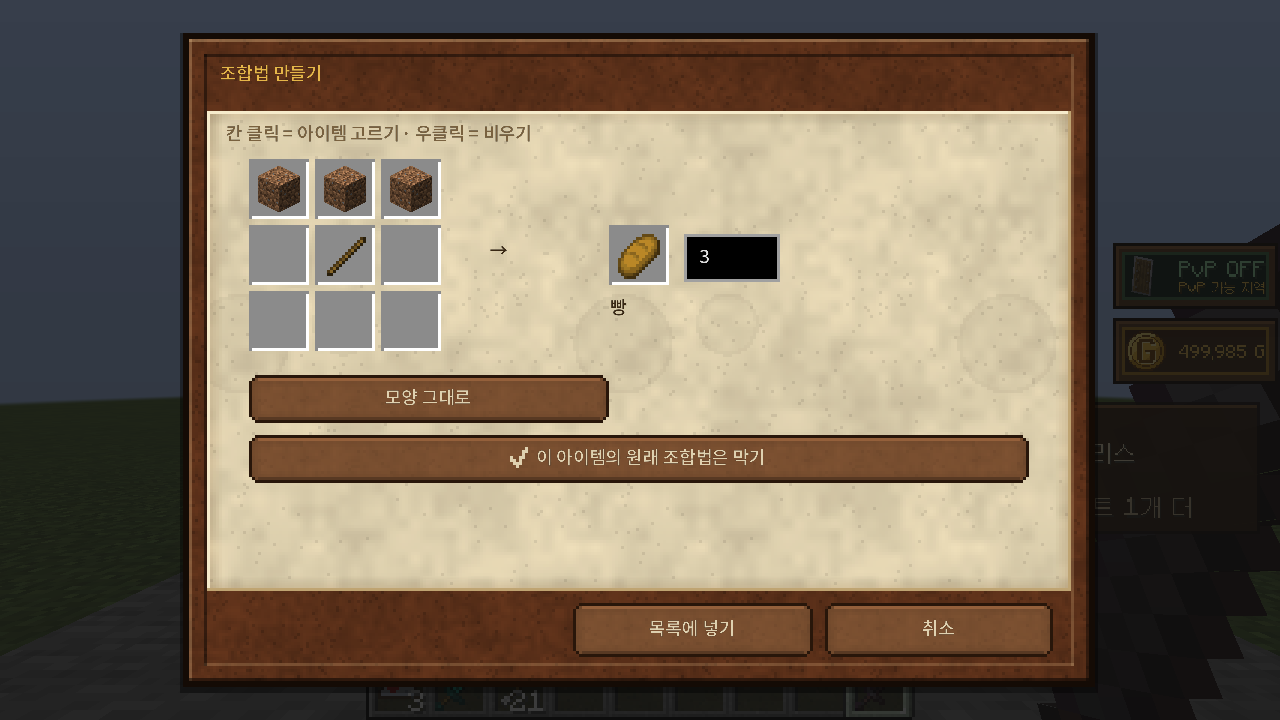 조합법 만들기
칸 클릭 = 아이템 고르기 · 우클릭 = 비우기
→
3
빵
모양 그대로
✔ 이 아이템의 원래 조합법은 막기
목록에 넣기
취소
PvP OFF
PvP 가능 지역
G
499,985 G
리스
트 1개 더
3
21